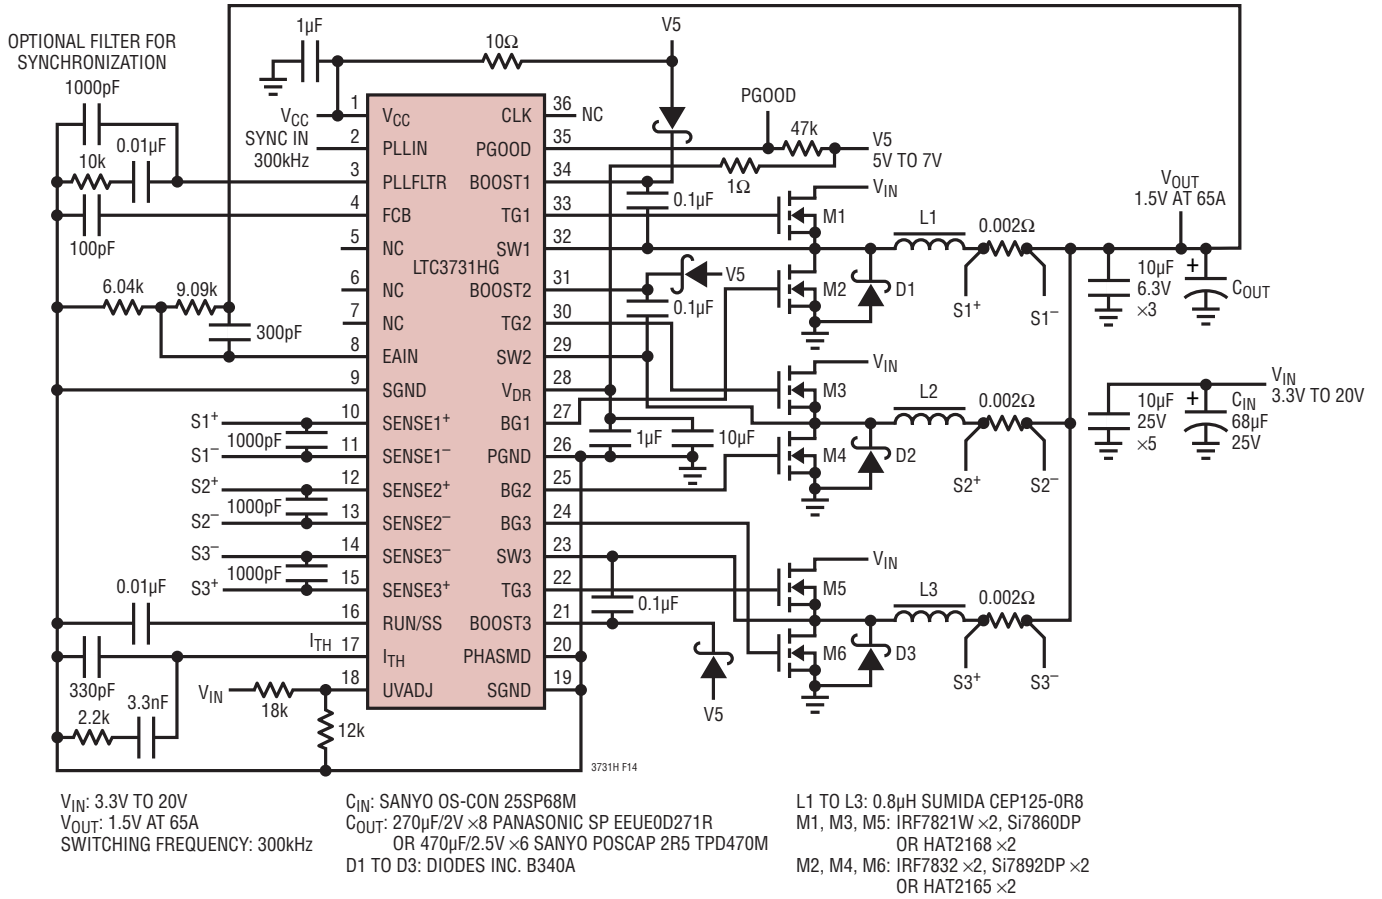 OPTIONAL FILTER FOR
SYNCHRONIZATION
1000pF
0.01µF
10k
100pF
6.04k
9.09k
300pF
1µF
10Ω
V5
VCC
SYNC IN
300kHz
1
2
3
4
5
6
7
8
9
10
11
12
13
14
15
16
17
18
VCC
PLLIN
PLLFLTR
FCB
NC
NC
NC
EAIN
SGND
SENSE1+
SENSE1−
SENSE2+
SENSE2−
SENSE3−
SENSE3+
RUN/SS
ITH
UVADJ
LTC3731HG
CLK
PGOOD
BOOST1
TG1
SW1
BOOST2
TG2
SW2
VDR
BG1
PGND
BG2
BG3
SW3
TG3
BOOST3
PHASMD
SGND
36
35
34
33
32
31
30
29
28
27
26
25
24
23
22
21
20
19
NC
PGOOD
47k
V5
5V TO 7V
1Ω
0.1µF
V5
0.1µF
1µF
10µF
0.1µF
V5
S1+
1000pF
S1−
S2+
1000pF
S2−
S3−
1000pF
S3+
0.01µF
ITH
330pF
2.2k
3.3nF
VIN
18k
12k
VIN
M1
M2
D1
L1
0.002Ω
S1+
S1−
VIN
M3
M4
D2
L2
0.002Ω
S2+
S2−
VIN
M5
M6
D3
L3
0.002Ω
S3+
S3−
VOUT
1.5V AT 65A
10µF
6.3V
×3
+
COUT
VIN
3.3V TO 20V
10µF
25V
×5
+
CIN
68µF
25V
3731H F14
VIN: 3.3V TO 20V
VOUT: 1.5V AT 65A
SWITCHING FREQUENCY: 300kHz
CIN: SANYO OS-CON 25SP68M
COUT: 270µF/2V ×8 PANASONIC SP EEUE0D271R
OR 470µF/2.5V ×6 SANYO POSCAP 2R5 TPD470M
D1 TO D3: DIODES INC. B340A
L1 TO L3: 0.8µH SUMIDA CEP125-0R8
M1, M3, M5: IRF7821W ×2, Si7860DP
OR HAT2168 ×2
M2, M4, M6: IRF7832 ×2, Si7892DP ×2
OR HAT2165 ×2